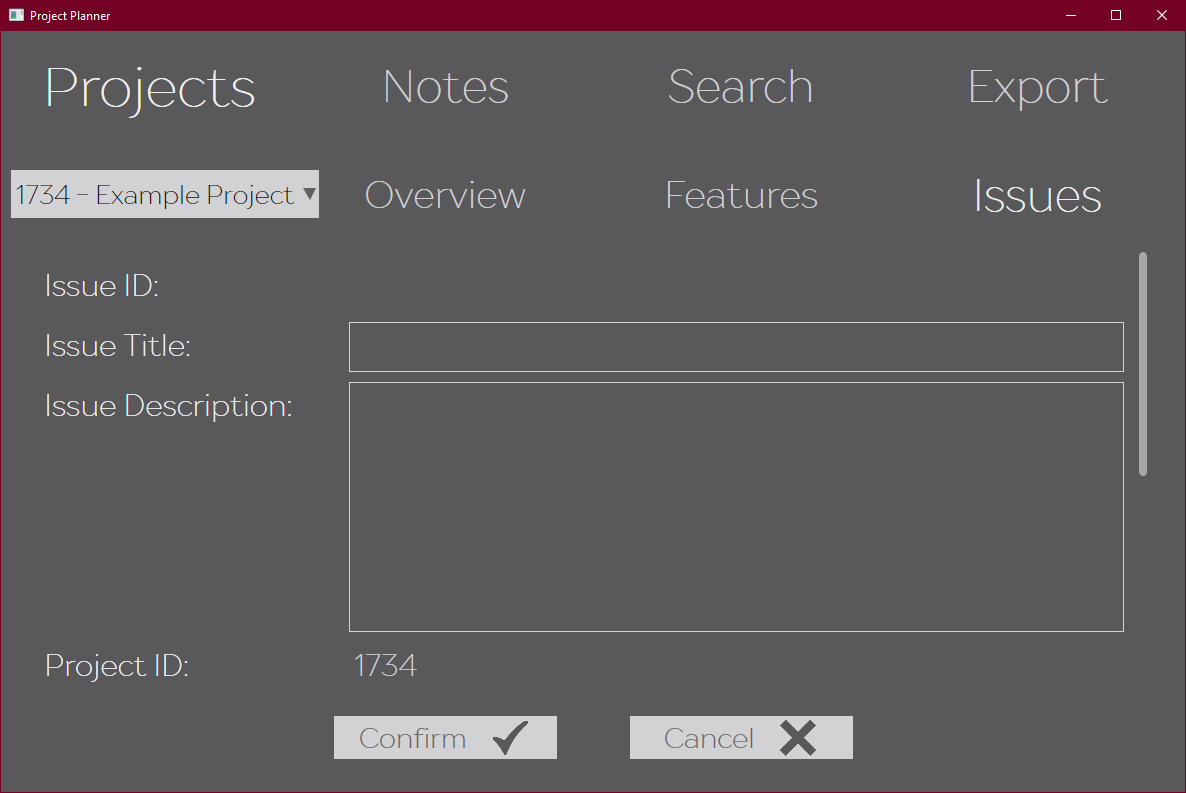 Project Planner
Projects Notes Search Export
1734 - Example Project Overview Features Issues
Issue ID:
Issue Title:
Issue Description:
Project ID: 1734
Confirm Cancel